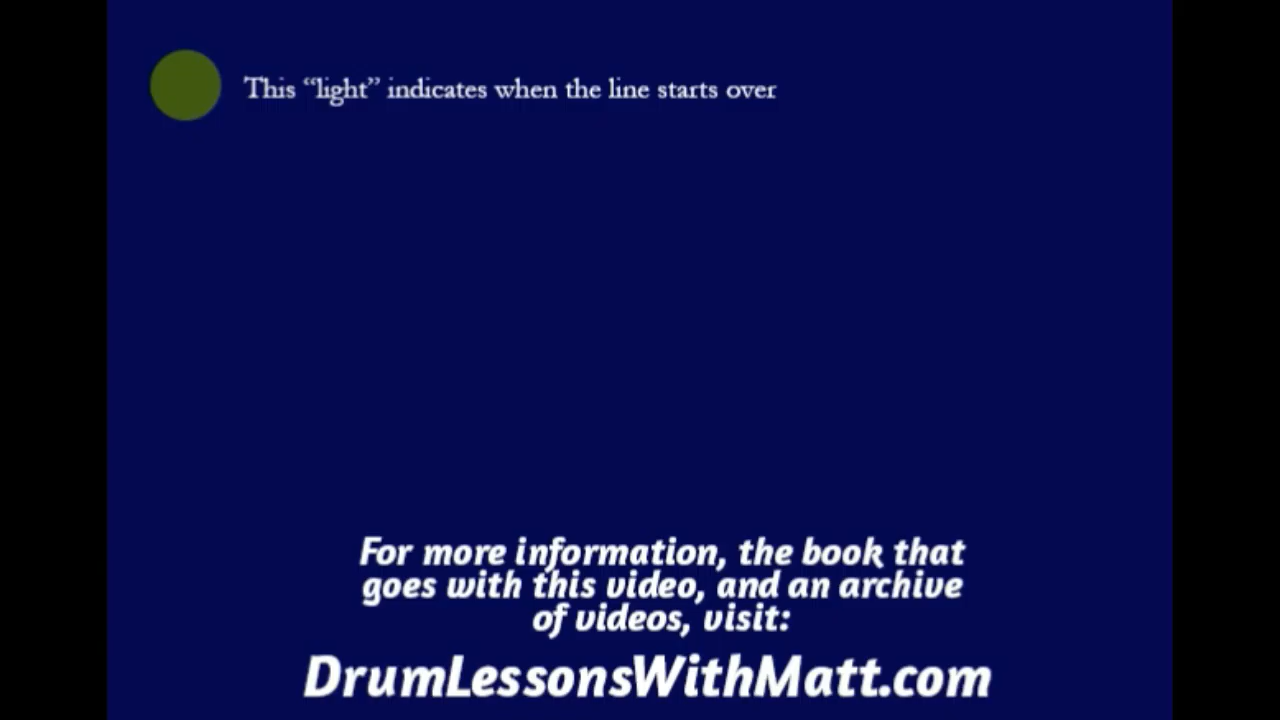 This “light” indicates when the line starts over
For more information, the book that
goes with this video, and an archive
of videos, visit:
DrumLessonsWithMatt.com